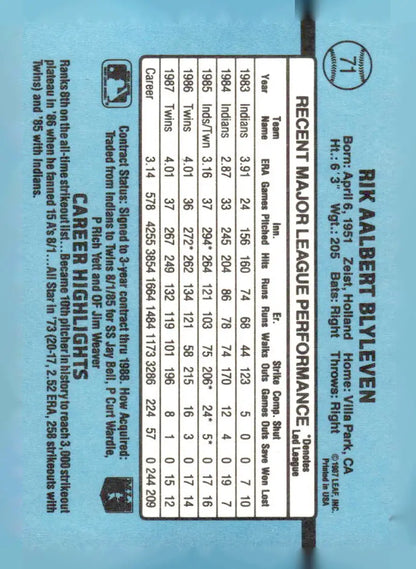 71
RIK AALBERT BLYLEVEN
Born: April 6, 1951 Zeist, Holland Home: Villa Park, CA
Ht.: 6'3" Wgt.: 205 Bats: Right Throws: Right
©1987 LEAF, INC.
Printed in USA
RECENT MAJOR LEAGUE PERFORMANCE
*Denotes
Led League
Team Inn. Er. Strike Comp. Shut
Year Name ERA Games Pitched Hits Runs Runs Walks Outs Games Outs Save Won Lost
1983 Indians 3.91 24 156 160 74 68 44 123 5 0 0 7 10
1984 Indians 2.87 33 245 204 86 78 74 170 12 4 0 19 7
1985 Inds/Twn 3.16 37 294* 264 121 103 75 206* 24* 5* 0 17 16
1986 Twins 4.01 36 272* 262 134 121 58 215 16 3 0 17 14
1987 Twins 4.01 37 267 249 132 119 101 196 8 1 0 15 12
Career 3.14 578 4255 3854 1664 1484 1173 3286 224 57 244 209
Contract Status: Signed to 3-year contract thru 1988. How Acquired:
Traded from Indians to Twins 8/1/85 for SS Jay Bell, P Curt Wardle,
P Rich Yett and OF Jim Weaver
CAREER HIGHLIGHTS
Ranks 8th on the all-time strikeout list...Became 10th pitcher in history to reach 3,000 strikeout
plateau in '86 when he fanned 15 A's 8/1...All Star in '73 (20-17, 2.52 ERA, 258 strikeouts with
Twins) and '85 with Indians.